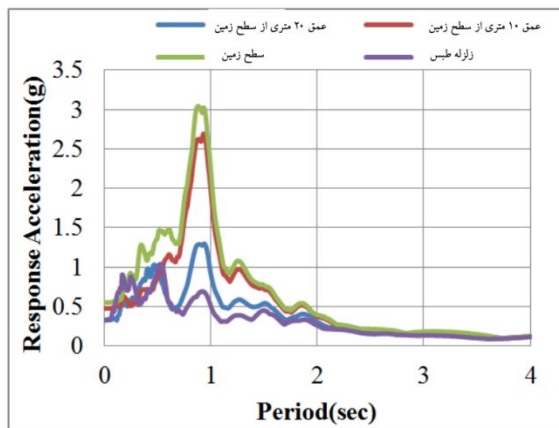 عمق ۲۰ متری از سطح زمین
عمق ۱۰ متری از سطح زمین
سطح زمین
زلزله طبس
3.5
3
2.5
2
1.5
1
0.5
0
Response Acceleration(g)
0 1 2 3 4
Period(sec)